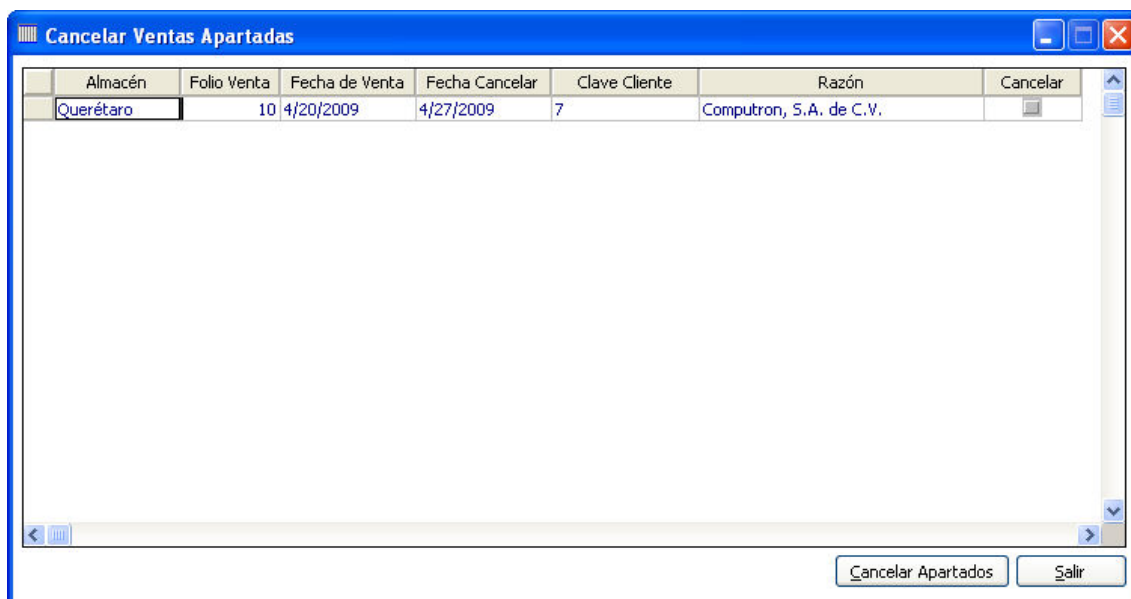 Cancelar Ventas Apartadas
Almacén Folio Venta Fecha de Venta Fecha Cancelar Clave Cliente Razón Cancelar
Querétaro 10 4/20/2009 4/27/2009 7 Computron, S.A. de C.V.
Cancelar Apartados Salir